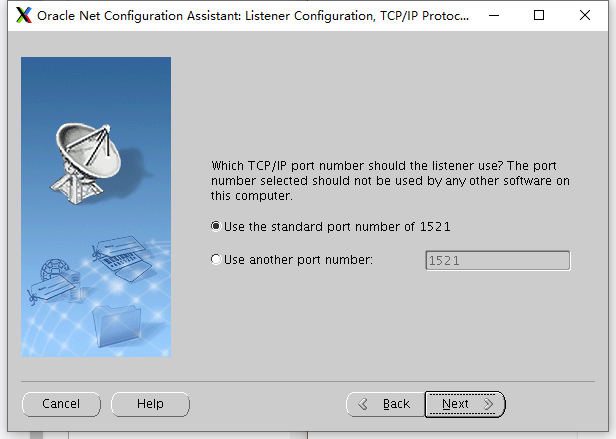 Oracle Net Configuration Assistant: Listener Configuration, TCP/IP Protoc...
Which TCP/IP port number should the listener use? The port
number selected should not be used by any other software on
this computer.
Use the standard port number of 1521
Use another port number:
1521
Cancel
Help
Back
Next